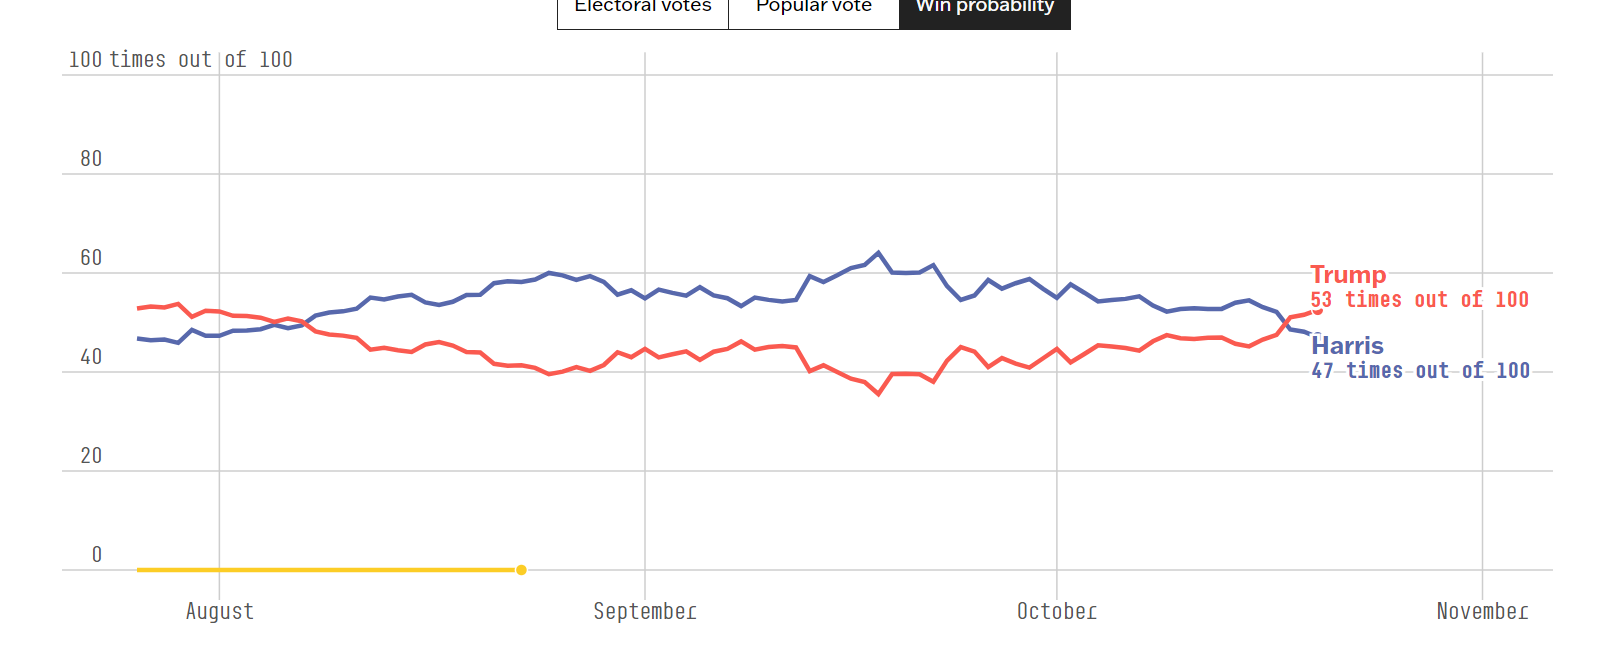 Electoral votes
Popular vote
Win probability
100 times out of 100
80
60
Trump
53 times out of 100
Harris
47 times out of 100
40
20
0
August
September
October
November